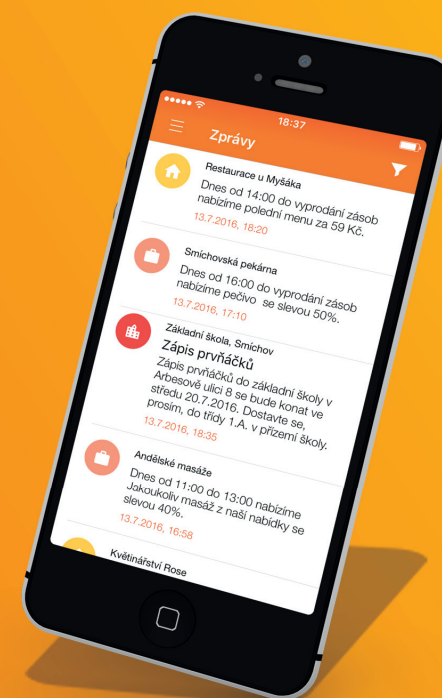 18:37
Zprávy
Restaurace u Myšáka
Dnes od 14:00 do vyprodání zásob
nabízíme polední menu za 59 Kč.
13.7.2016, 18:20
Smíchovská pekárna
Dnes od 16:00 do vyprodání zásob
nabízíme pečivo se slevou 50%.
13.7.2016, 17:10
Základní škola, Smíchov
Zápis prvňáčků
Zápis prvňáčků do základní školy v
Arbesově ulici 8 se bude konat ve
středu 20.7.2016. Dostavte se,
prosím, do třídy 1.A. v přízemí školy.
13.7.2016, 18:35
Andělské masáže
Dnes od 11:00 do 13:00 nabízíme
Jakoukoliv masáž z naší nabídky se
slevou 40%.
13.7.2016, 16:58
Květinářství Rose